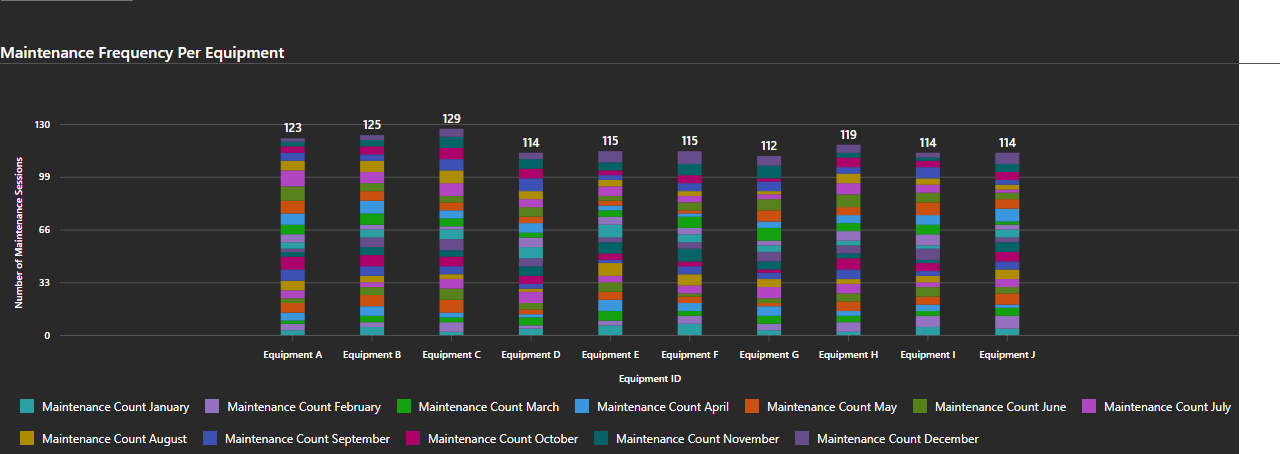 Maintenance Frequency Per Equipment
130
99
66
33
0
Number of Maintenance Sessions
123 125 129 114 115 115 112 119 114 114
Equipment A Equipment B Equipment C Equipment D Equipment E Equipment F Equipment G Equipment H Equipment I Equipment J
Equipment ID
Maintenance Count January Maintenance Count February Maintenance Count March Maintenance Count April Maintenance Count May Maintenance Count June Maintenance Count July
Maintenance Count August Maintenance Count September Maintenance Count October Maintenance Count November Maintenance Count December